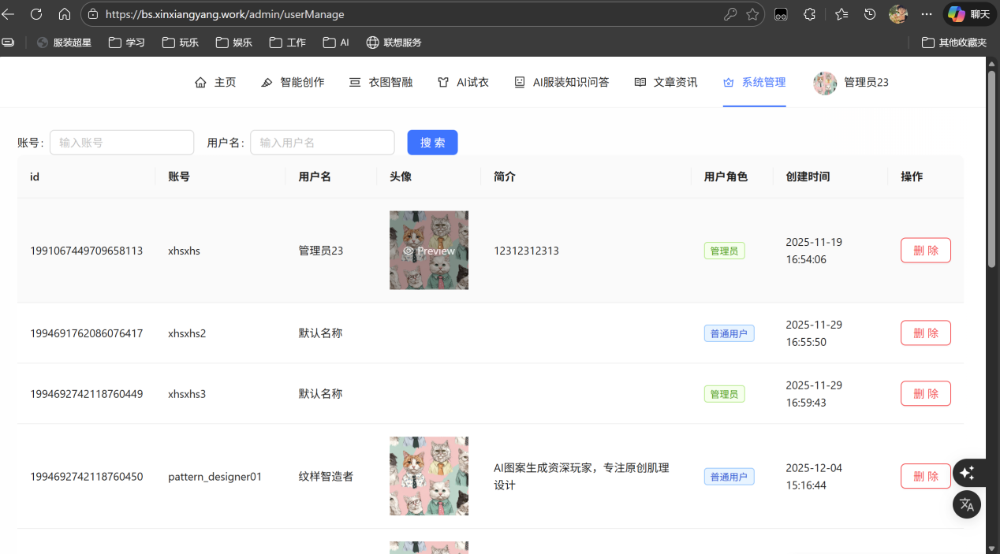 https://bs.xinxiangyang.work/admin/userManage
聊天
服装超星 学习 玩乐 娱乐 工作 AI 联想服务 其他收藏夹
主页 智能创作 衣图智融 AI试衣 AI服装知识问答 文章资讯 系统管理 管理员23
账号: 输入账号 用户名: 输入用户名 搜 索
id 账号 用户名 头像 简介 用户角色 创建时间 操作
1991067449709658113 xhsxhs 管理员23 Preview 12312312313 管理员 2025-11-19 16:54:06 删 除
1994691762086076417 xhsxhs2 默认名称 普通用户 2025-11-29 16:55:50 删 除
1994692742118760449 xhsxhs3 默认名称 管理员 2025-11-29 16:59:43 删 除
1994692742118760450 pattern_designer01 纹样智造者 AI图案生成资深玩家，专注原创肌理
设计 普通用户 2025-12-04 15:16:44 删 除